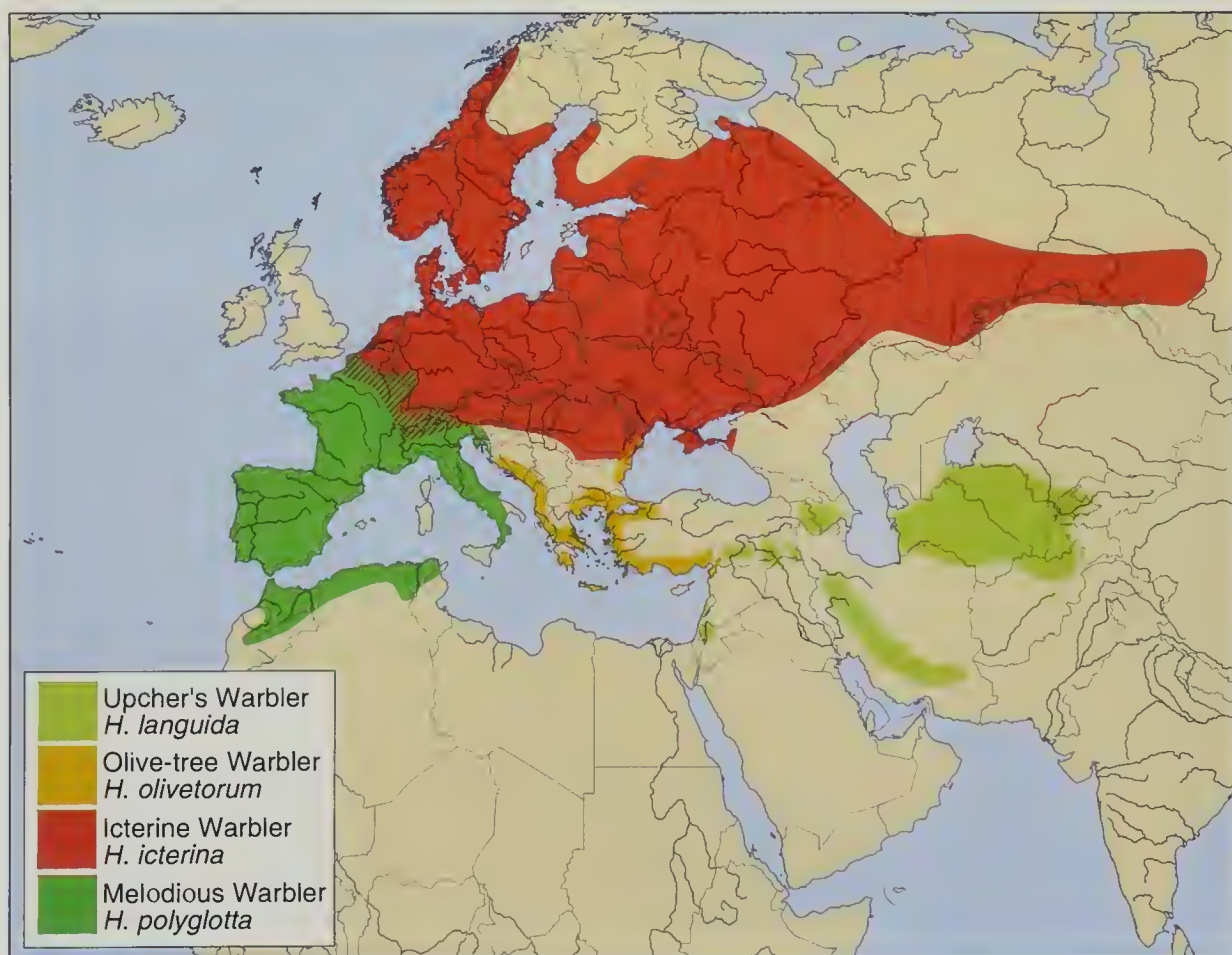 Upcher's Warbler
H. languida
Olive-tree Warbler
H. olivetorum
Icterine Warbler
H. icterina
Melodious Warbler
H. polyglotta